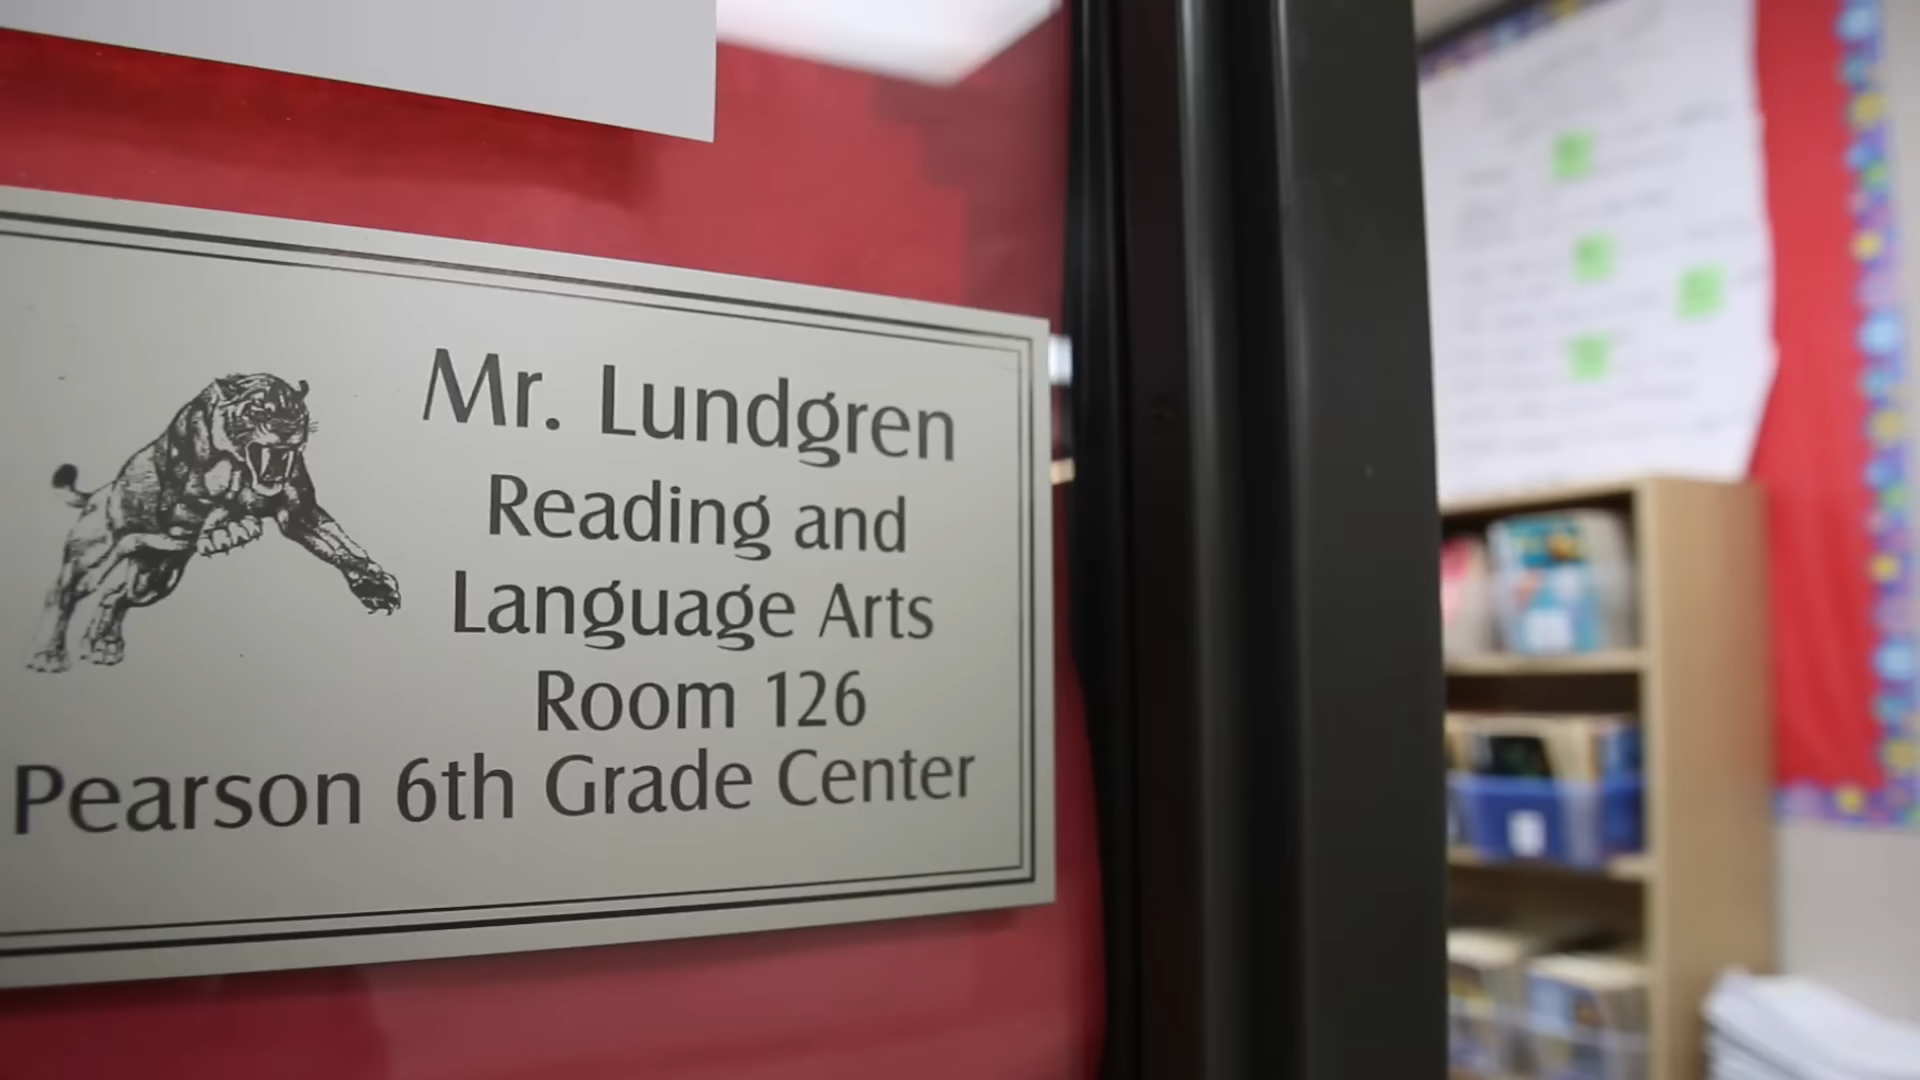 Mr. Lundgren
Reading and
Language Arts
Room 126
Pearson 6th Grade Center